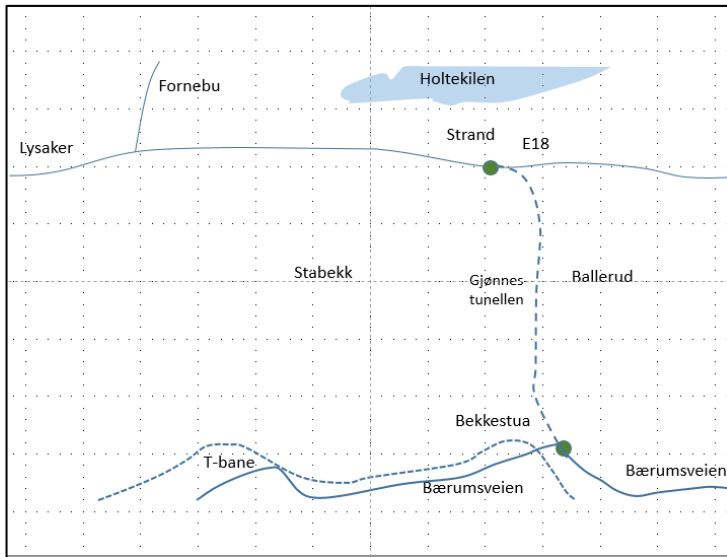 Holtekilen
Fornebu
Strand
E18
Lysaker
Stabekk
Gjønnes-
tunellen
Ballerud
Bekkestua
T-bane
Bærumsveien
Bærumsveien